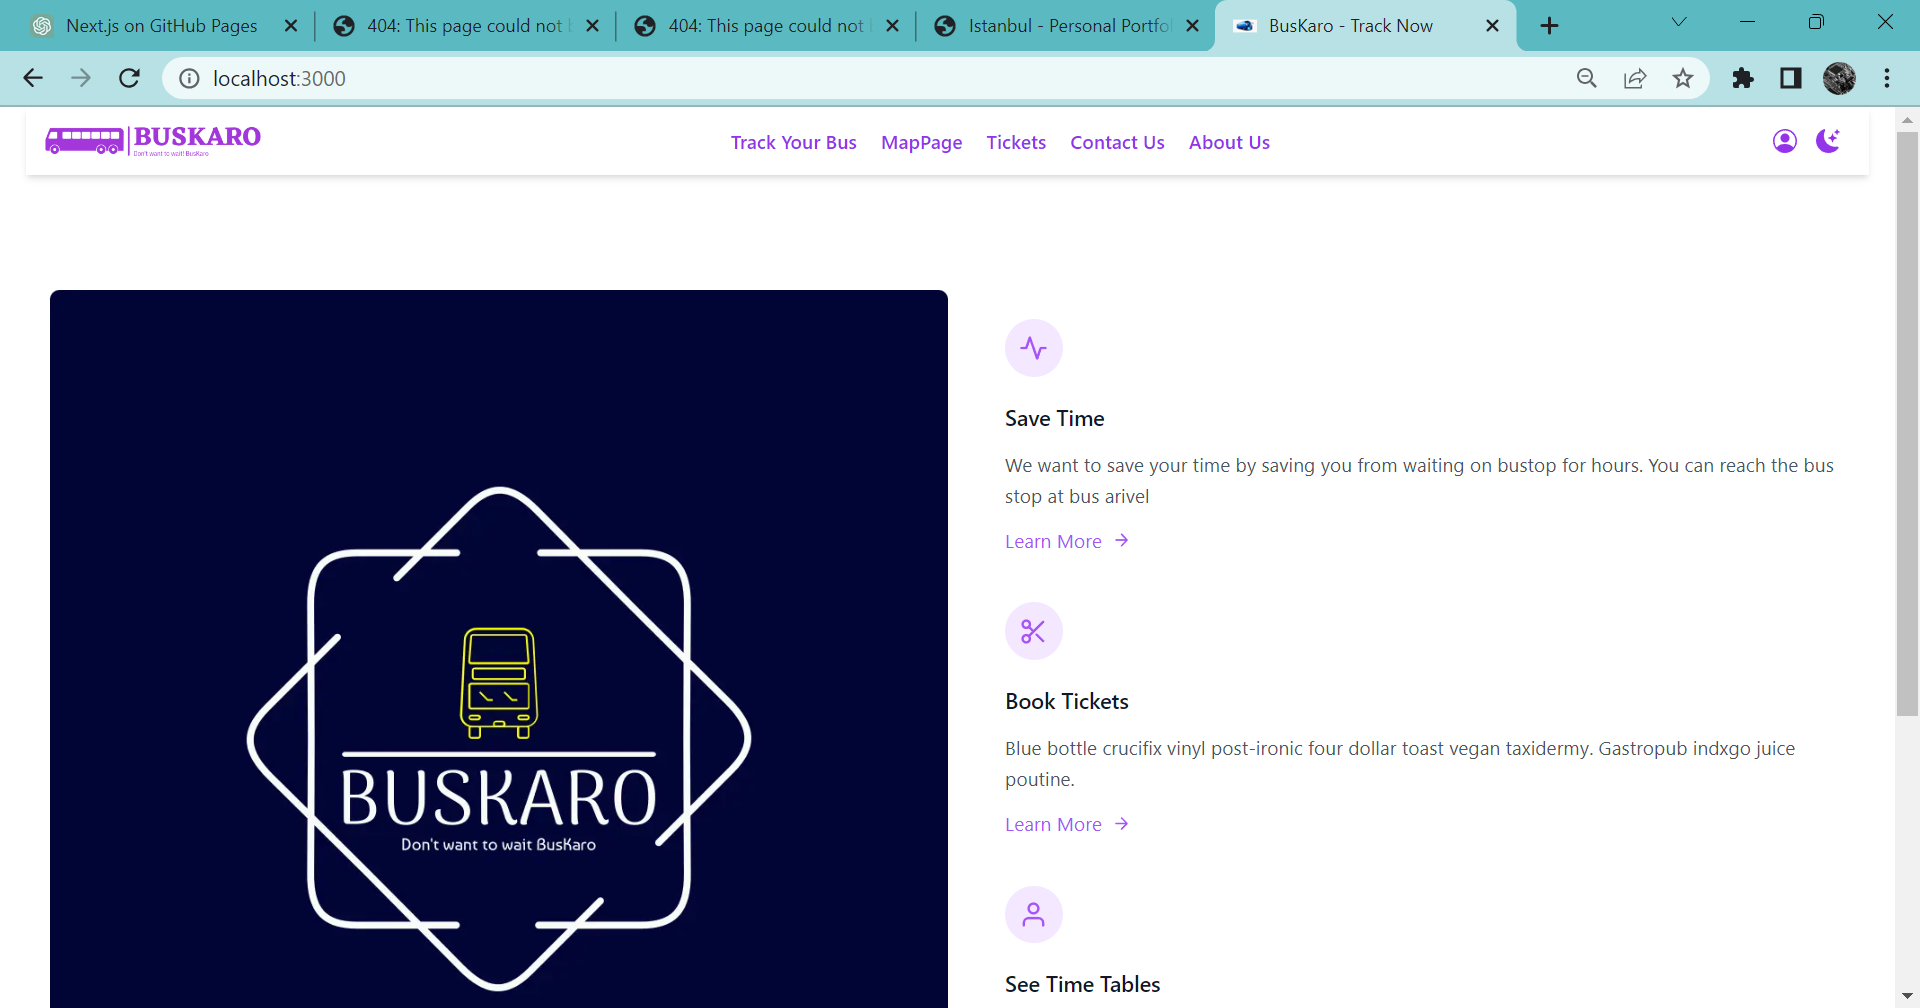 Next.js on GitHub Pages
404: This page could not
404: This page could not
Istanbul - Personal Portfo
BusKaro - Track Now
localhost:3000
BUSKARO
Don't want to wait! BusKaro
Track Your Bus
MapPage
Tickets
Contact Us
About Us
BUSKARO
Don't want to wait BusKaro
Save Time
We want to save your time by saving you from waiting on bustop for hours. You can reach the bus
stop at bus arivel
Learn More
Book Tickets
Blue bottle crucifix vinyl post-ironic four dollar toast vegan taxidermy. Gastropub indxgo juice
poutine.
Learn More
See Time Tables